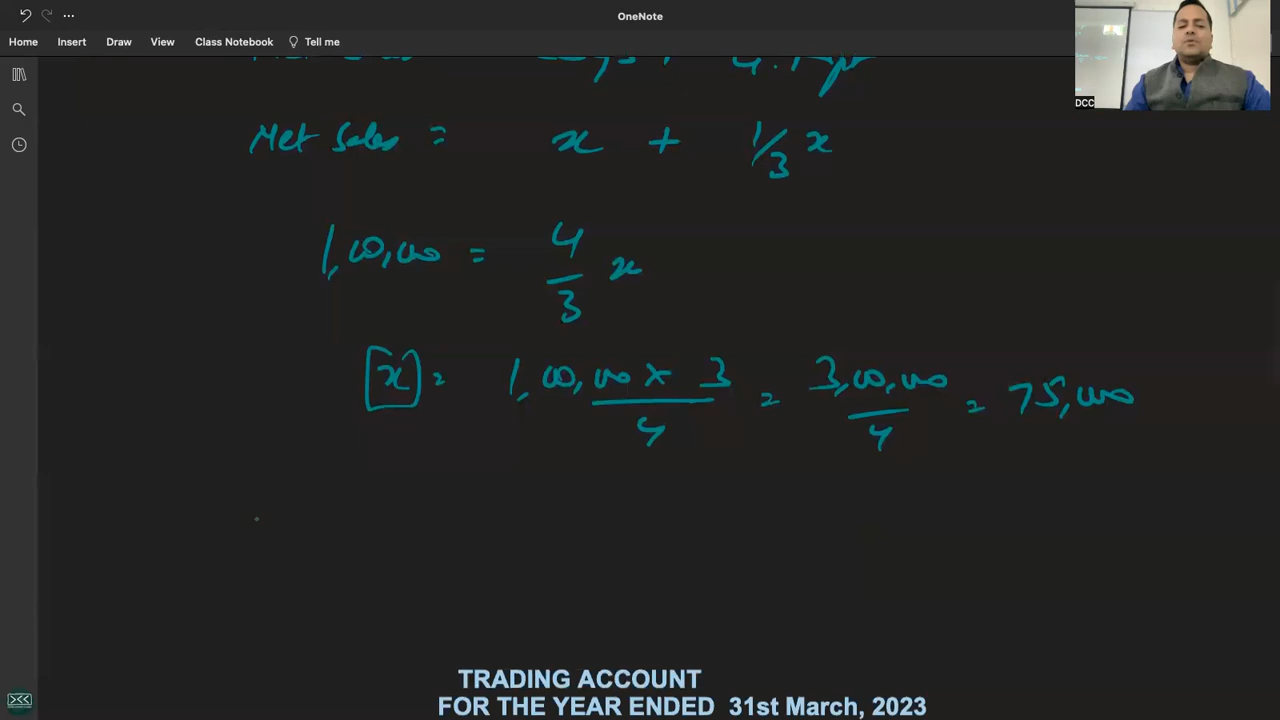 OneNote
Home Insert Draw View Class Notebook Tell me
DCC
Net Sales = x + 1/3 x
1,00,000 = 4/3 x
x = 1,00,000 x 3 / 4 = 3,00,000 / 4 = 75,000
TRADING ACCOUNT
FOR THE YEAR ENDED 31st March, 2023